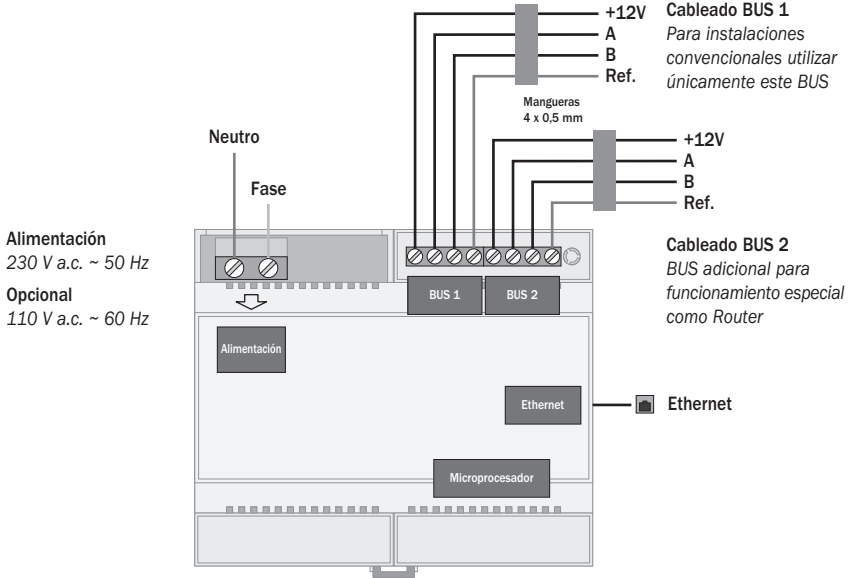 +12V
A
B
Ref.
Cableado BUS 1
Para instalaciones
convencionales utilizar
únicamente este BUS
Mangueras
4 x 0,5 mm
+12V
A
B
Ref.
Neutro
Fase
Alimentación
230 V a.c. ~ 50 Hz
Opcional
110 V a.c. ~ 60 Hz
Cableado BUS 2
BUS adicional para
funcionamiento especial
como Router
BUS 1
BUS 2
Alimentación
Ethernet
Ethernet
Microprocesador